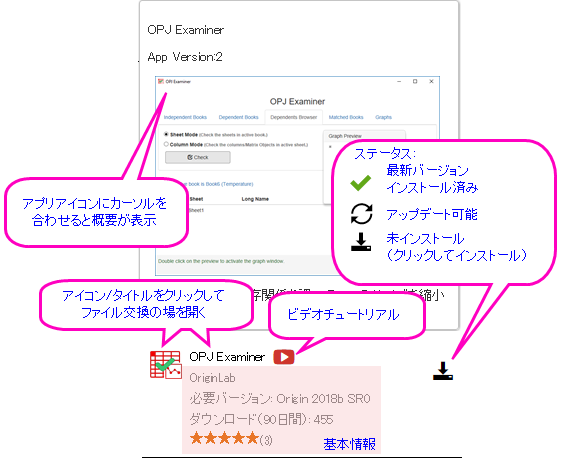 OPJ Examiner
App Version:2
OPJ Examiner
OPJ Examiner
Independent Books
Dependent Books
Dependents Browser
Matched Books
Graphs
Sheet Mode (Check the sheets in active book.)
Column Mode (Check the columns/Matrix Objects in active sheet.)
Check
Graph Preview
book is Book6 (Temperature)
Sheet
Long Name
Sheet1
Double click on the preview to activate the graph window.
アプリアイコンにカーソルを
合わせると概要が表示
ステータス:
最新バージョン
インストール済み
アップデート可能
未インストール
(クリックしてインストール)
アイコン/タイトルをクリックして
ファイル交換の場を開く
ビデオチュートリアル
OPJ Examiner
OriginLab
必要バージョン: Origin 2018b SR0
ダウンロード(90日間): 455
(3)
基本情報